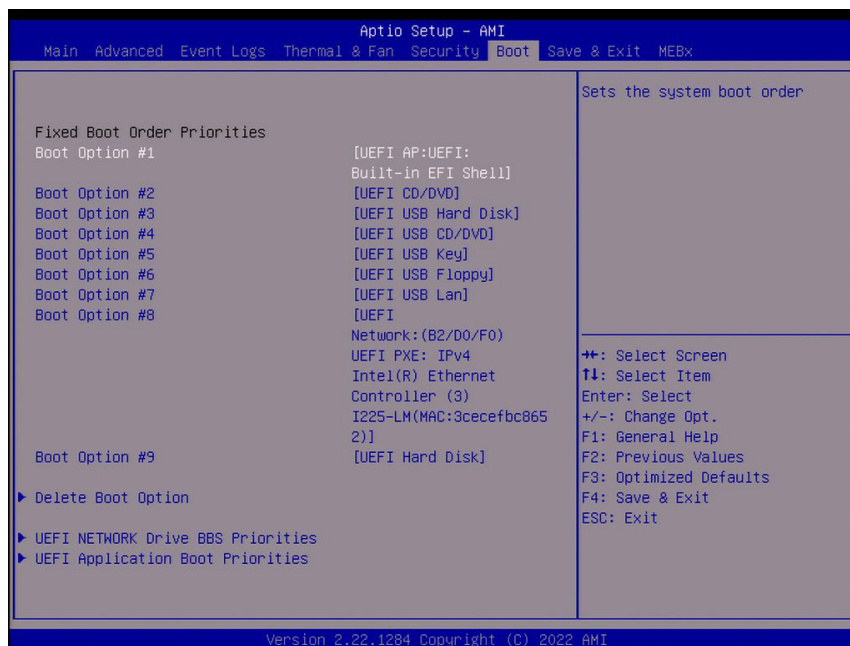 Aptio Setup – AMI
Main Advanced Event Logs Thermal & Fan Security Boot Save & Exit MEBx
Sets the system boot order
Fixed Boot Order Priorities
Boot Option #1 [UEFI AP:UEFI:
Built-in EFI Shell]
Boot Option #2 [UEFI CD/DVD]
Boot Option #3 [UEFI USB Hard Disk]
Boot Option #4 [UEFI USB CD/DVD]
Boot Option #5 [UEFI USB Key]
Boot Option #6 [UEFI USB Floppy]
Boot Option #7 [UEFI USB Lan]
Boot Option #8 [UEFI
Network:(B2/D0/F0)
UEFI PXE: IPv4
Intel(R) Ethernet
Controller (3)
I225-LM(MAC:3cecefbc865
2)]
Boot Option #9 [UEFI Hard Disk]
Delete Boot Option
UEFI NETWORK Drive BBS Priorities
UEFI Application Boot Priorities
→←: Select Screen
↑↓: Select Item
Enter: Select
+/-: Change Opt.
F1: General Help
F2: Previous Values
F3: Optimized Defaults
F4: Save & Exit
ESC: Exit
Version 2.22.1284 Copyright (C) 2022 AMI